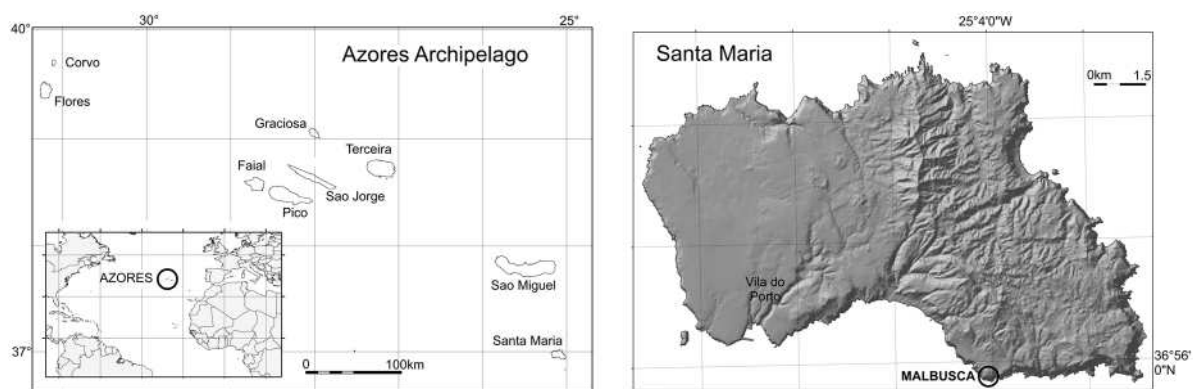 40°
30°
25°
Azores Archipelago
Corvo
Flores
Graciosa
Terceira
Faial
Sao Jorge
Pico
AZORES
Sao Miguel
Santa Maria
0 100km
37°
25°4'0"W
Santa Maria
0km 1.5
Vila do
Porto
36°56'
0"N
MALBUSCA